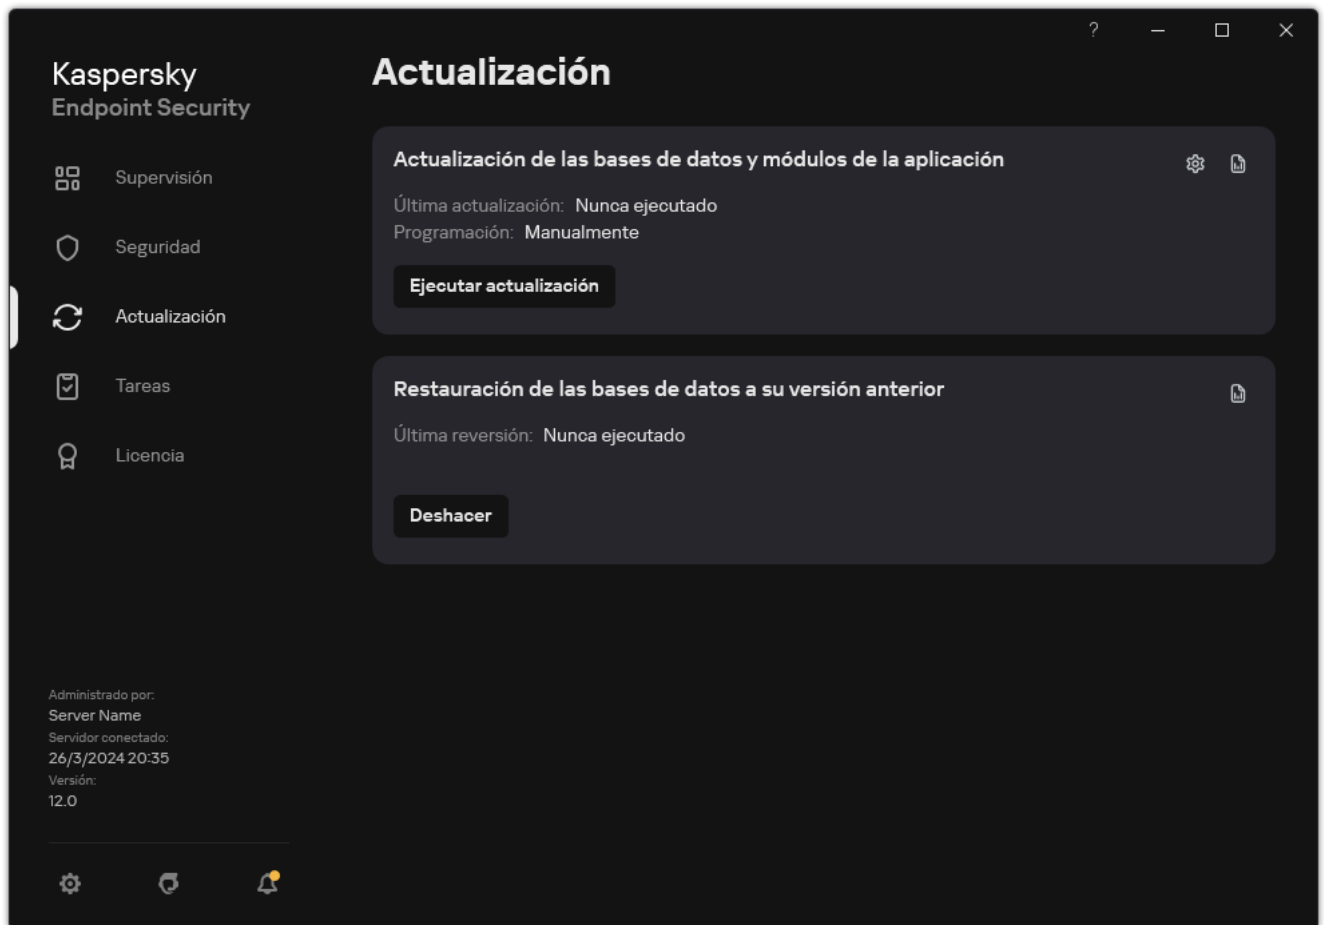 ?
Kaspersky
Endpoint Security
Supervisión
Seguridad
Actualización
Tareas
Licencia
Administrado por:
Server Name
Servidor conectado:
26/3/2024 20:35
Versión:
12.0
Actualización
Actualización de las bases de datos y módulos de la aplicación
Última actualización: Nunca ejecutado
Programación: Manualmente
Ejecutar actualización
Restauración de las bases de datos a su versión anterior
Última reversión: Nunca ejecutado
Deshacer